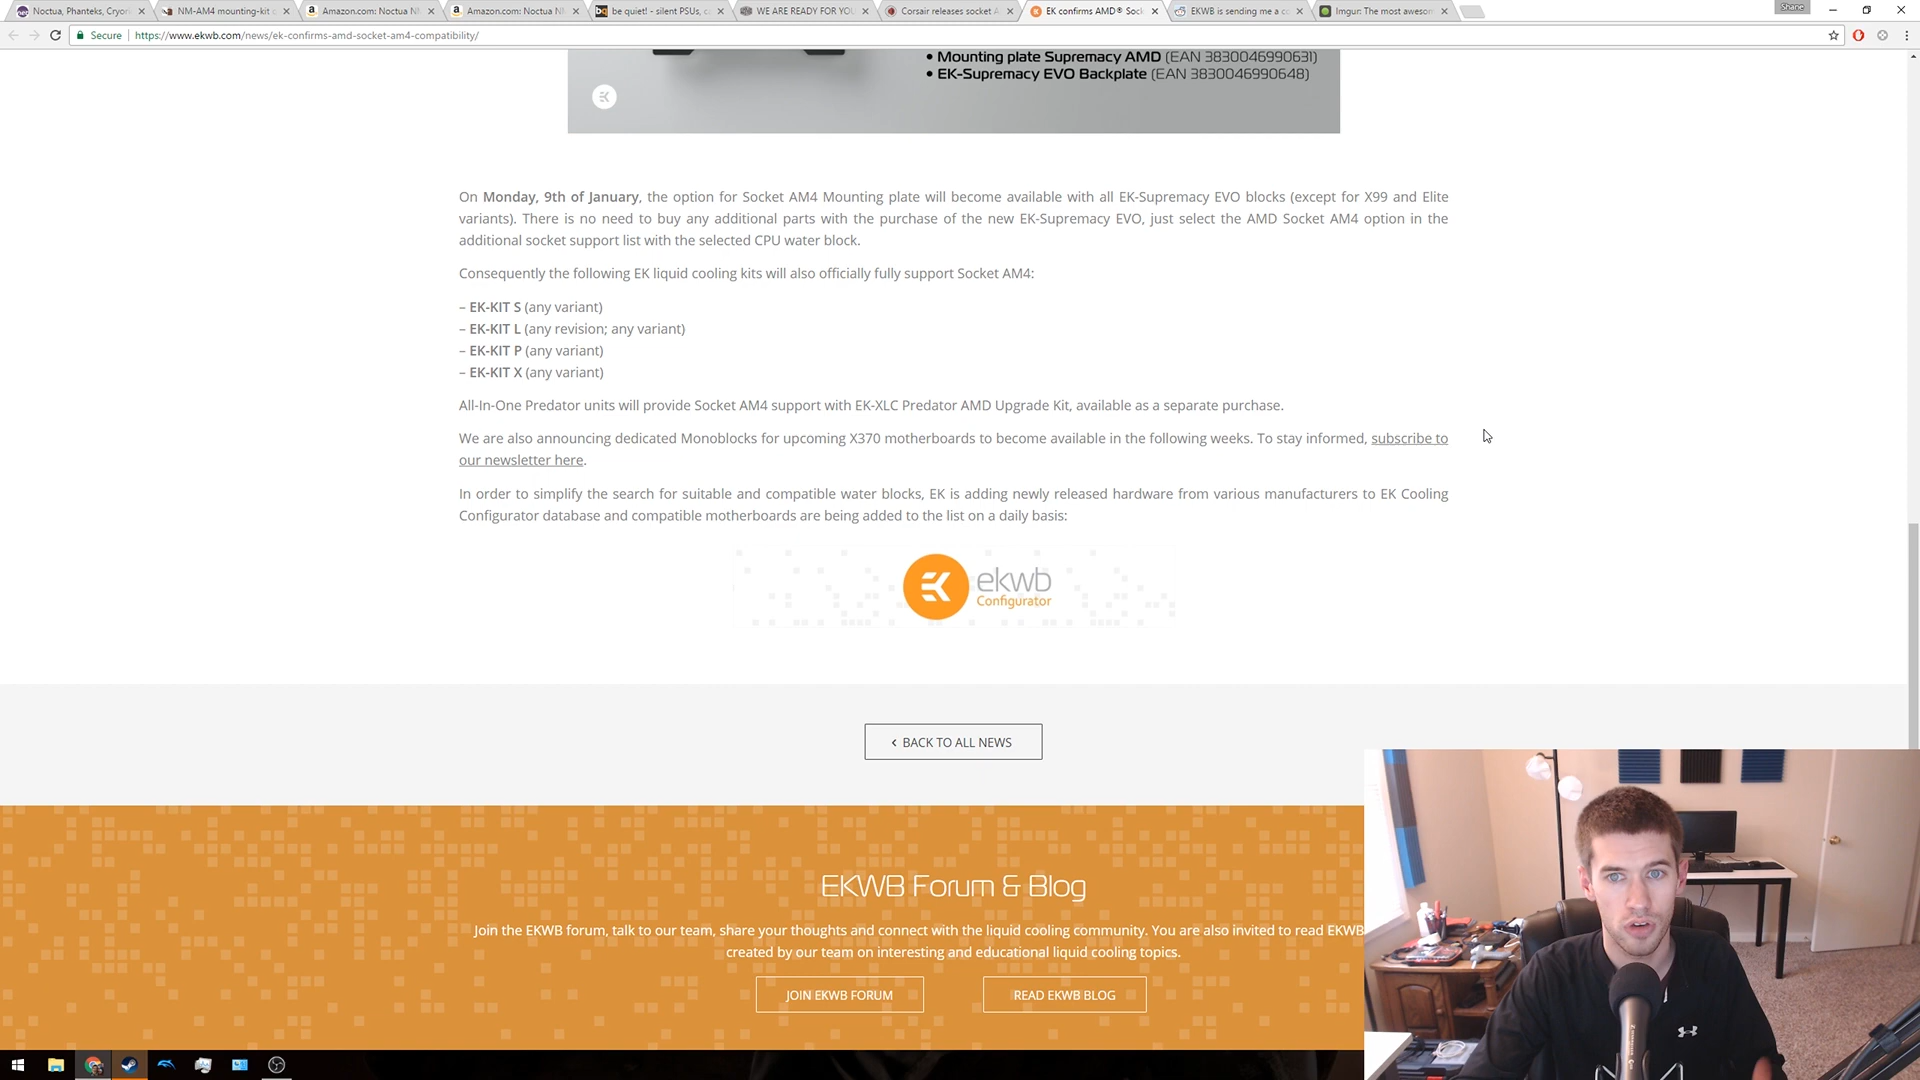 Noctua, Phanteks, Cryori
NM-AM4 mounting-kit o
Amazon.com: Noctua N
Amazon.com: Noctua N
be quiet! - silent PSUs, c
WE ARE READY FOR YOU
Corsair releases socket A
EK confirms AMD® Sock
EKWB is sending me a co
Imgur: The most aweson
Share
Secure
https://www.ekwb.com/news/ek-confirms-amd-socket-am4-compatibility/
• Mounting plate Supremacy AMD (EAN 3830046990631)
• EK-Supremacy EVO Backplate (EAN 3830046990648)
On Monday, 9th of January, the option for Socket AM4 Mounting plate will become available with all EK-Supremacy EVO blocks (except for X99 and Elite
variants). There is no need to buy any additional parts with the purchase of the new EK-Supremacy EVO, just select the AMD Socket AM4 option in the
additional socket support list with the selected CPU water block.
Consequently the following EK liquid cooling kits will also officially fully support Socket AM4:
– EK-KIT S (any variant)
– EK-KIT L (any revision; any variant)
– EK-KIT P (any variant)
– EK-KIT X (any variant)
All-In-One Predator units will provide Socket AM4 support with EK-XLC Predator AMD Upgrade Kit, available as a separate purchase.
We are also announcing dedicated Monoblocks for upcoming X370 motherboards to become available in the following weeks. To stay informed, subscribe to
our newsletter here.
In order to simplify the search for suitable and compatible water blocks, EK is adding newly released hardware from various manufacturers to EK Cooling
Configurator database and compatible motherboards are being added to the list on a daily basis:
ekwb
Configurator
‹ BACK TO ALL NEWS
EKWB Forum & Blog
Join the EKWB forum, talk to our team, share your thoughts and connect with the liquid cooling community. You are also invited to read EKWB
created by our team on interesting and educational liquid cooling topics.
JOIN EKWB FORUM
READ EKWB BLOG